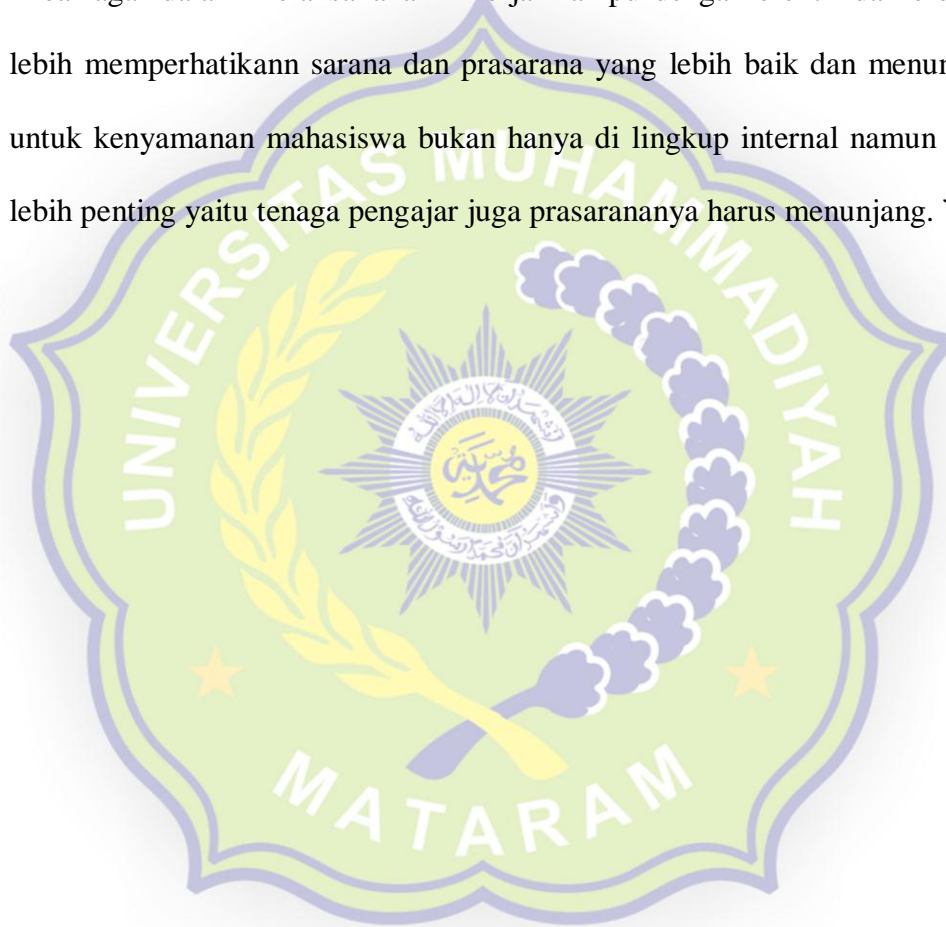 lebih memperhatikann sarana dan prasarana yang lebih baik dan menun
untuk kenyamanan mahasiswa bukan hanya di lingkup internal namun
lebih penting yaitu tenaga pengajar juga prasarananya harus menunjang.
UNIVERSITAS MUHAMMADIYAH
MATARAM